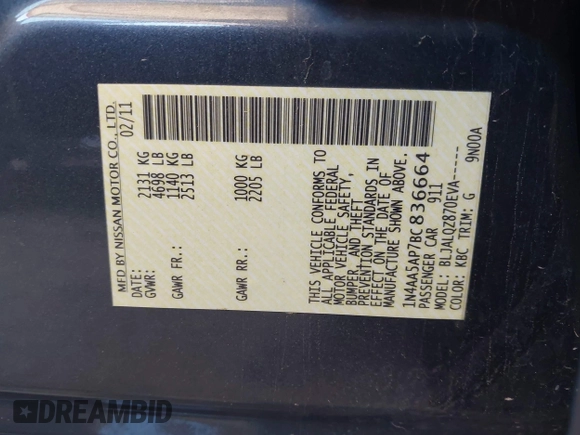 MFD BY NISSAN MOTOR CO., LTD.
DATE: 02/11
GVWR: 2131 KG
4698 LB
GAWR FR.: 1140 KG
2513 LB
GAWR RR.: 1000 KG
2205 LB
THIS VEHICLE CONFORMS TO
ALL APPLICABLE FEDERAL
MOTOR VEHICLE SAFETY,
BUMPER, AND THEFT
PREVENTION STANDARDS IN
EFFECT ON THE DATE OF
MANUFACTURE SHOWN ABOVE.
1N4AA5AP7BC836664
PASSENGER CAR 911
MODEL: BLJALQZ870EVA-----
COLOR: KBC TRIM: G 9N00A
DREAMBID